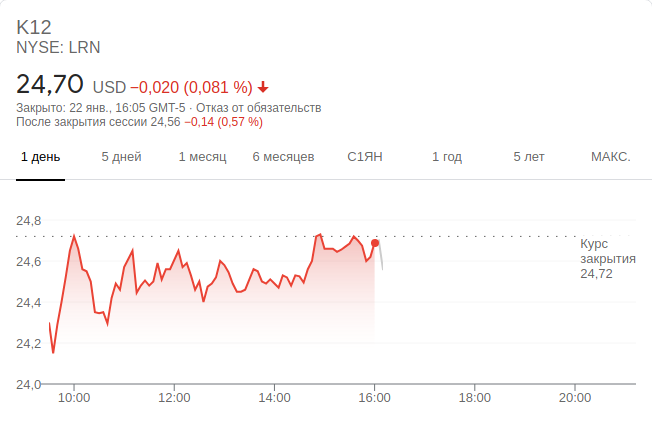 K12
NYSE: LRN
24,70 USD −0,020 (0,081 %)
Закрыто: 22 янв., 16:05 GMT-5 · Отказ от обязательств
После закрытия сессии 24,56 −0,14 (0,57 %)
1 день 5 дней 1 месяц 6 месяцев С1ЯН 1 год 5 лет МАКС.
24,8
24,6
24,4
24,2
24,0
Курс
закрытия
24,72
10:00 12:00 14:00 16:00 18:00 20:00